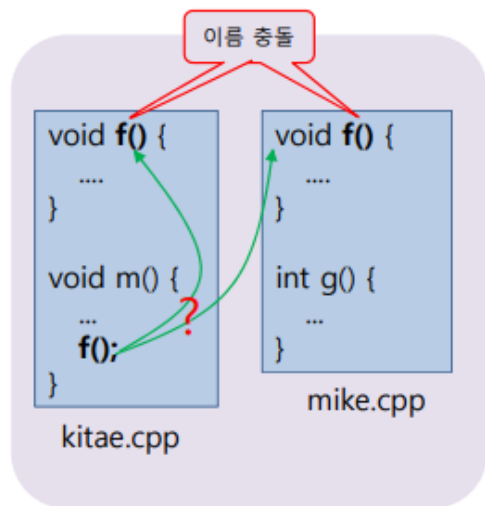 이름 충돌
void f() {
....
}
void m() {
...
f();
}
kitae.cpp
void f() {
....
}
int g() {
...
}
mike.cpp
?